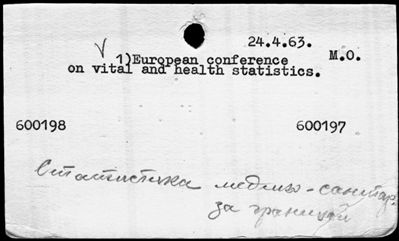 24.4.63.
√ 1)European conference M.O.
on vital and health statistics.
600198 600197
Статистика медико-санитар.
за границей